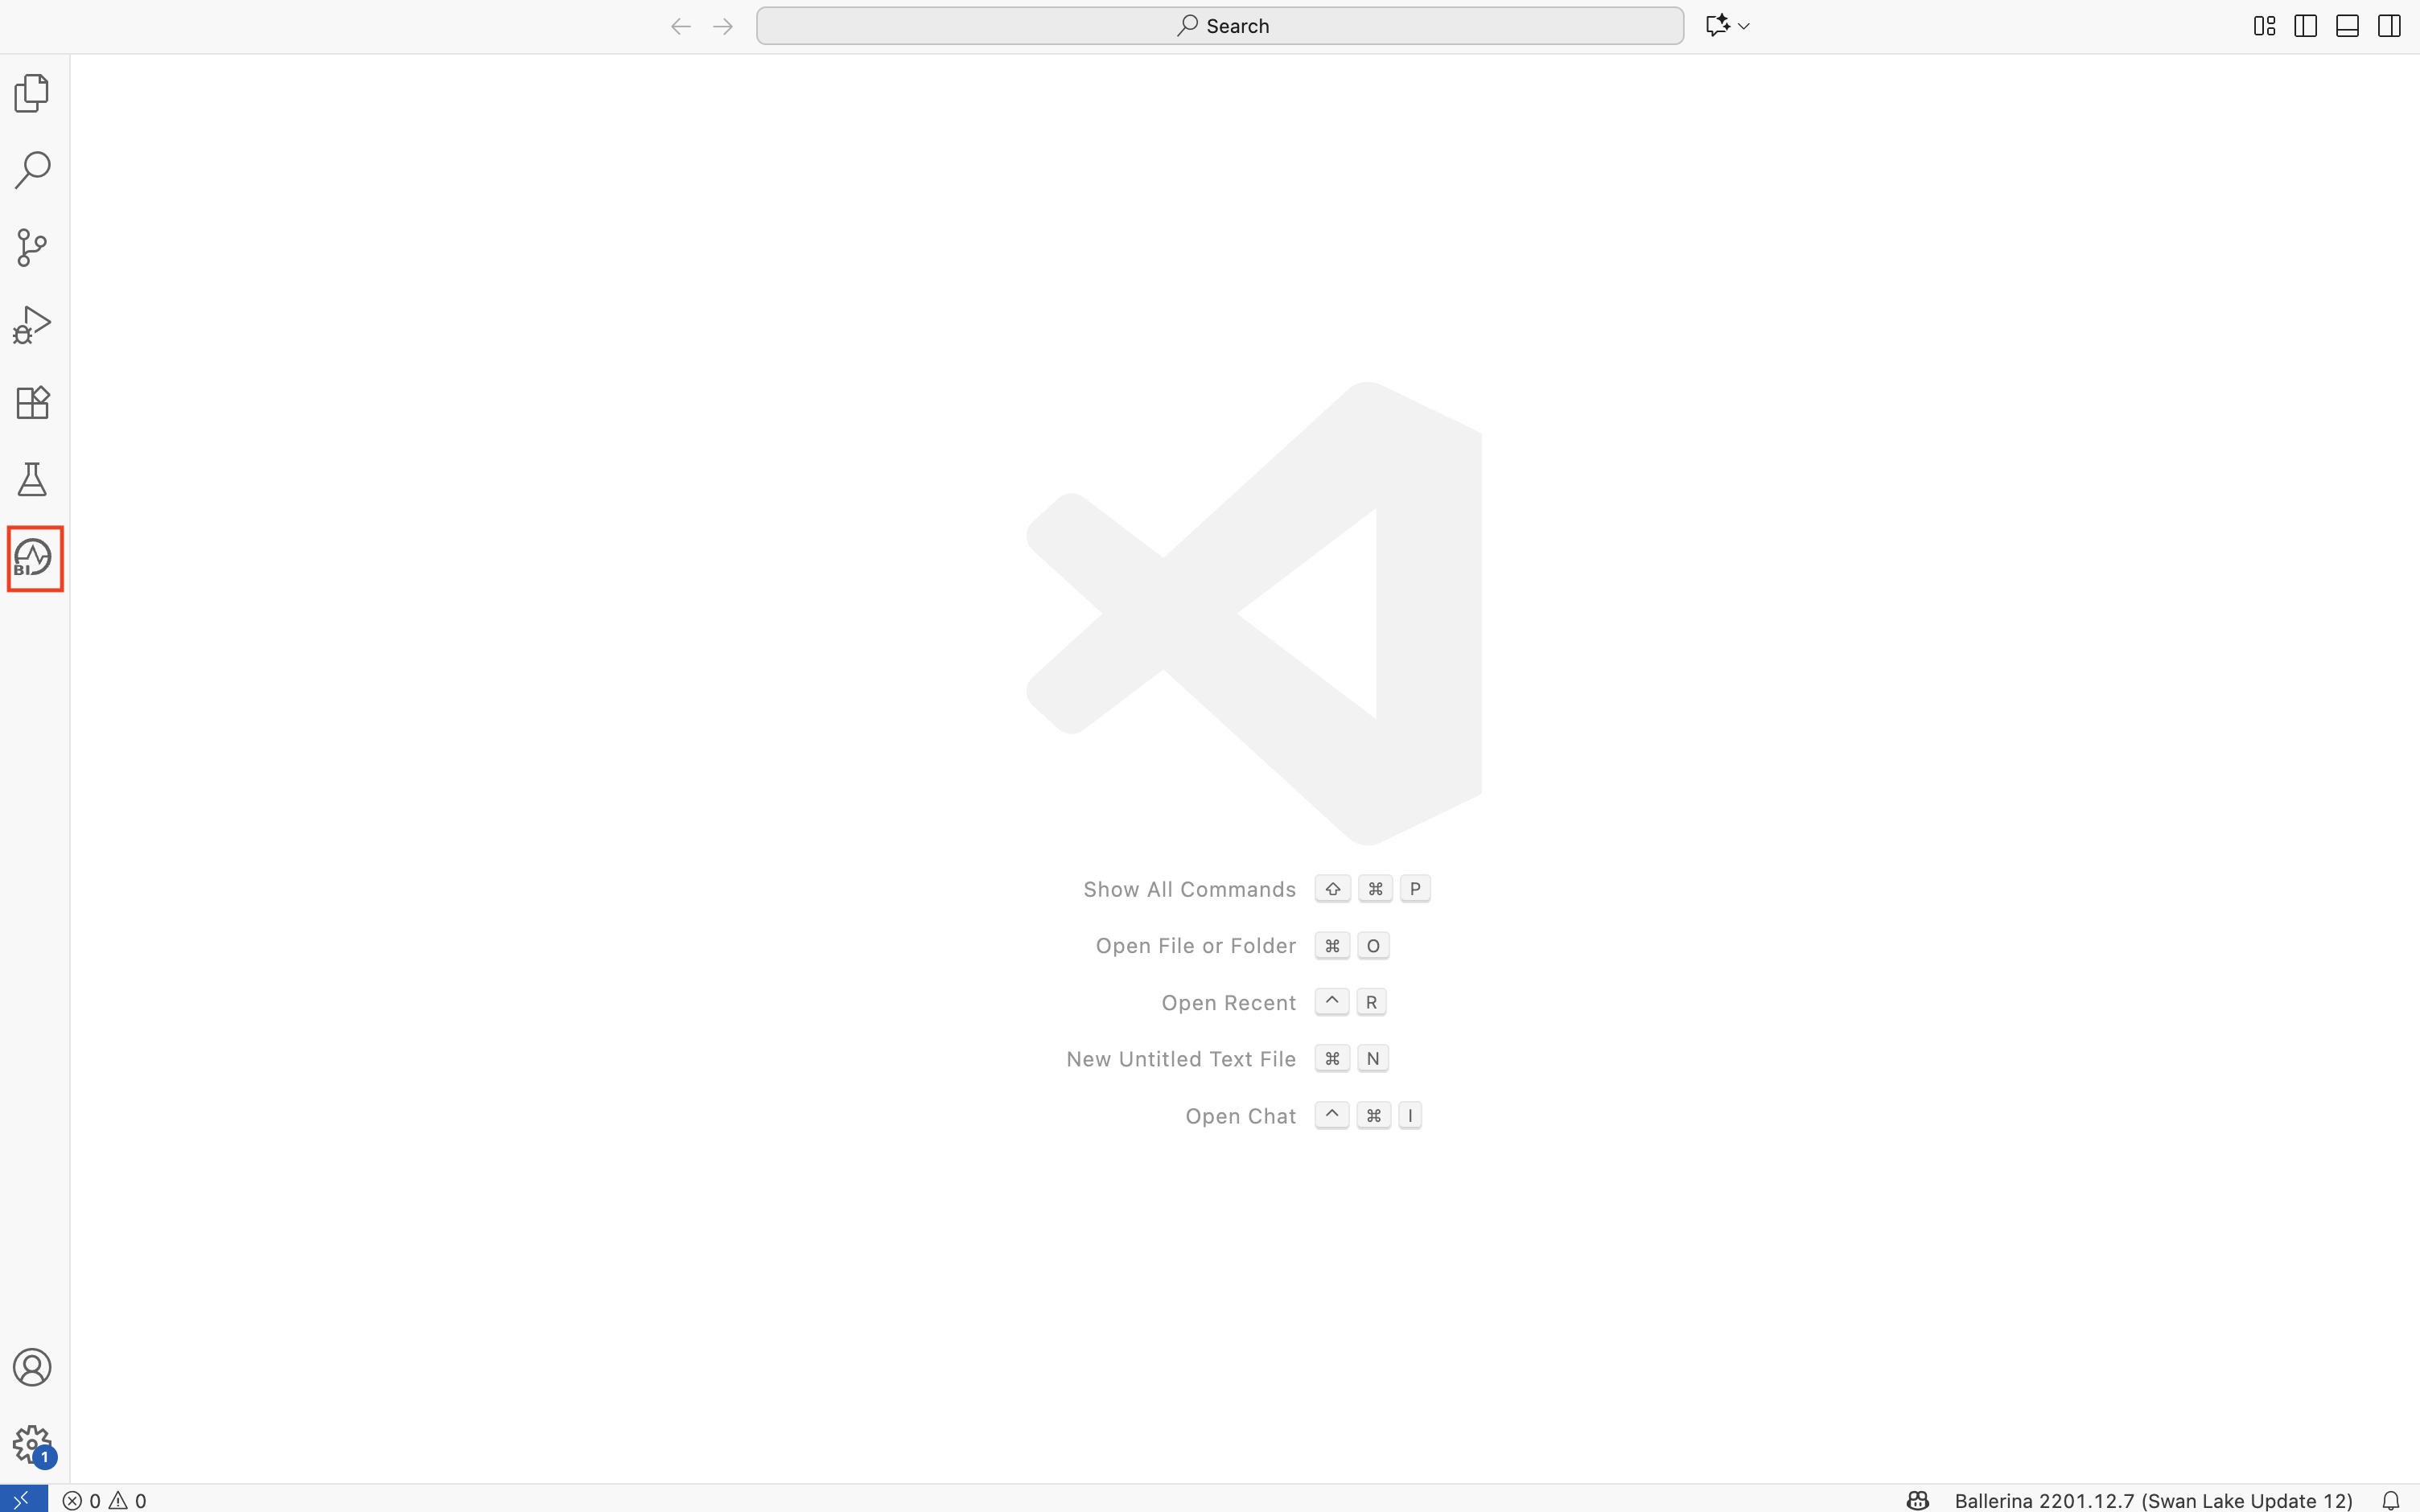 Search
BI
Show All Commands ⇧ ⌘ P
Open File or Folder ⌘ O
Open Recent ^ R
New Untitled Text File ⌘ N
Open Chat ^ ⌘ I
1
0 0 Ballerina 2201.12.7 (Swan Lake Update 12)